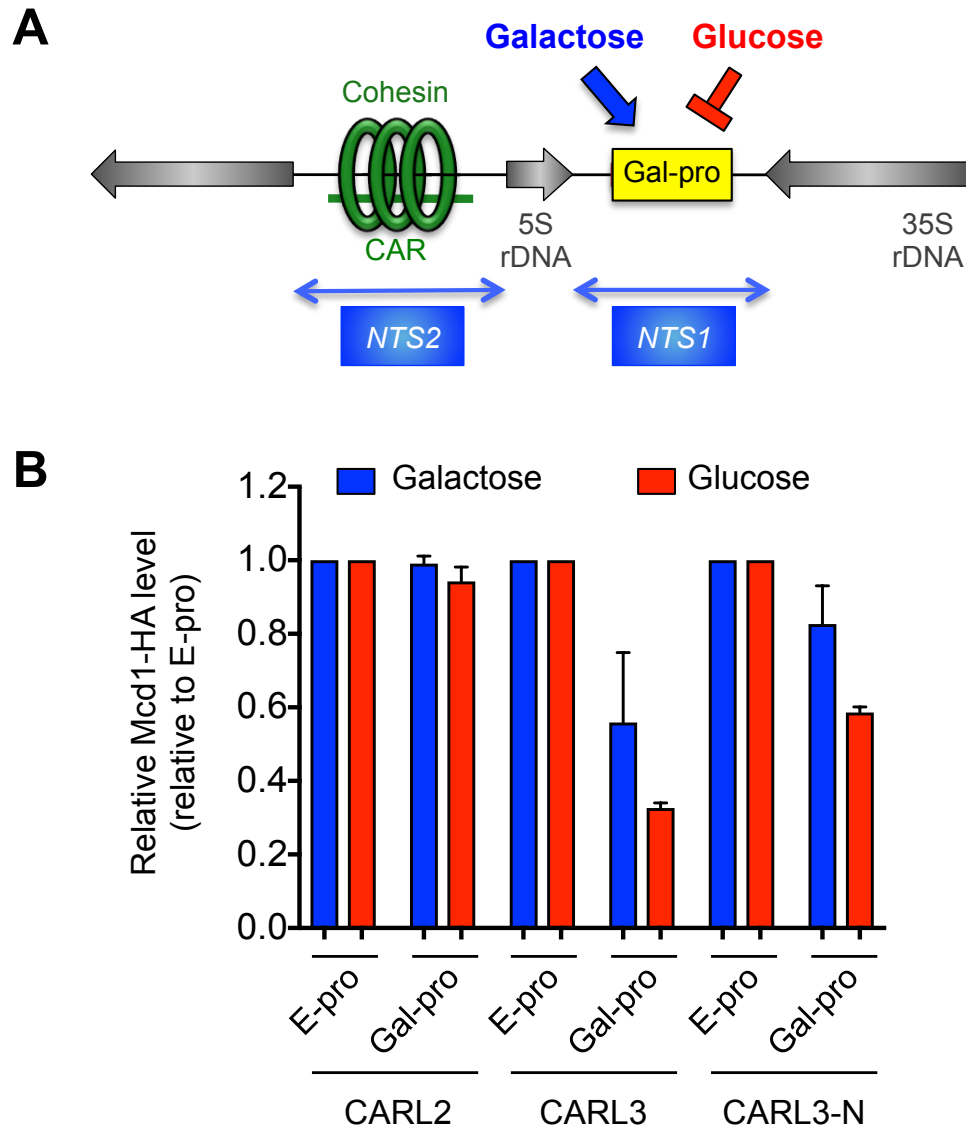 A
Galactose
Glucose
Cohesin
Gal-pro
CAR
5S
rDNA
35S
rDNA
NTS2
NTS1
B
Galactose
Glucose
Relative Mcd1-HA level
(relative to E-pro)
1.2
1.0
0.8
0.6
0.4
0.2
0.0
E-pro
Gal-pro
E-pro
Gal-pro
E-pro
Gal-pro
CARL2
CARL3
CARL3-N